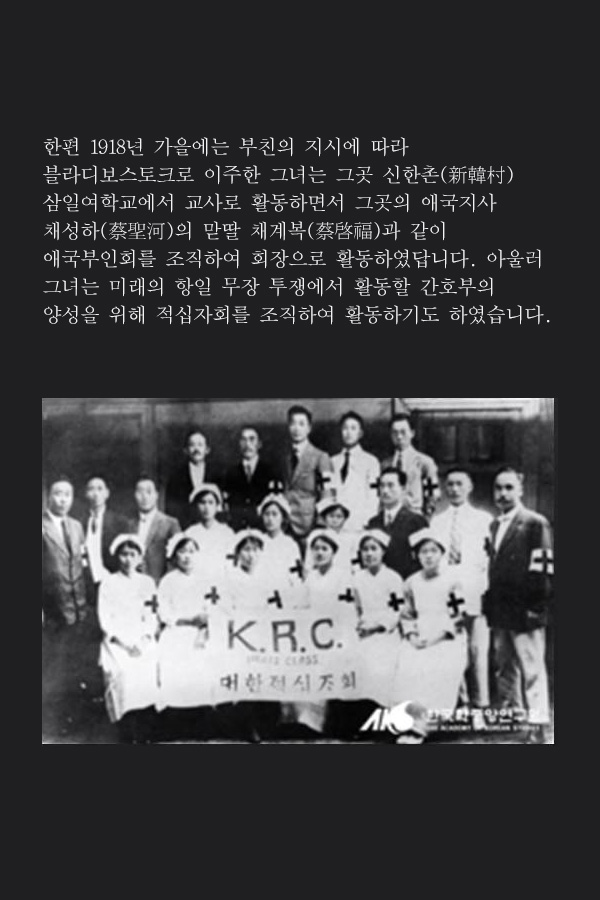 한편 1918년 가을에는 부친의 지시에 따라
블라디보스토크로 이주한 그녀는 그곳 신한촌(新韓村)
삼일여학교에서 교사로 활동하면서 그곳의 애국지사
채성하(蔡聖河)의 맏딸 채계복(蔡啓福)과 같이
애국부인회를 조직하여 회장으로 활동하였답니다. 아울러
그녀는 미래의 항일 무장 투쟁에서 활동할 간호부의
양성을 위해 적십자회를 조직하여 활동하기도 하였습니다.
K.R.C.
CLASS.
대한적십자회
AKS 한국학중앙연구원
THE ACADEMY OF KOREAN STUDIES